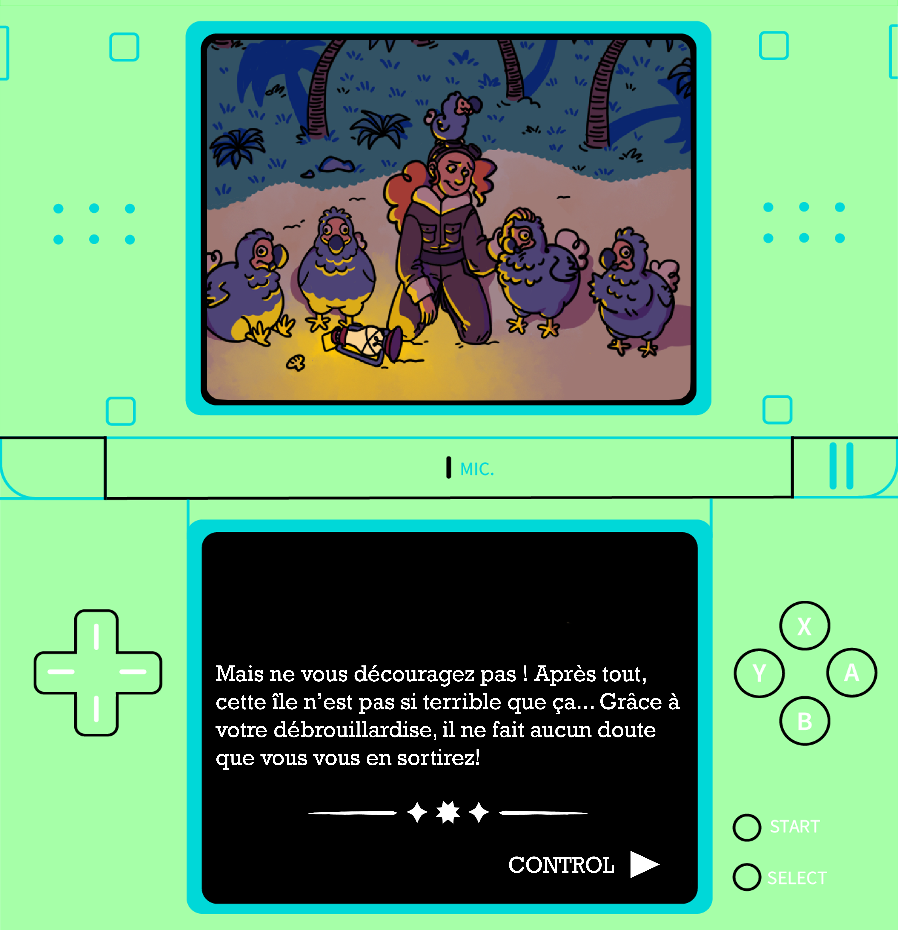 MIC.
Mais ne vous découragez pas ! Après tout,
cette île n’est pas si terrible que ça... Grâce à
votre débrouillardise, il ne fait aucun doute
que vous vous en sortirez!
CONTROL
X
Y
A
B
START
SELECT